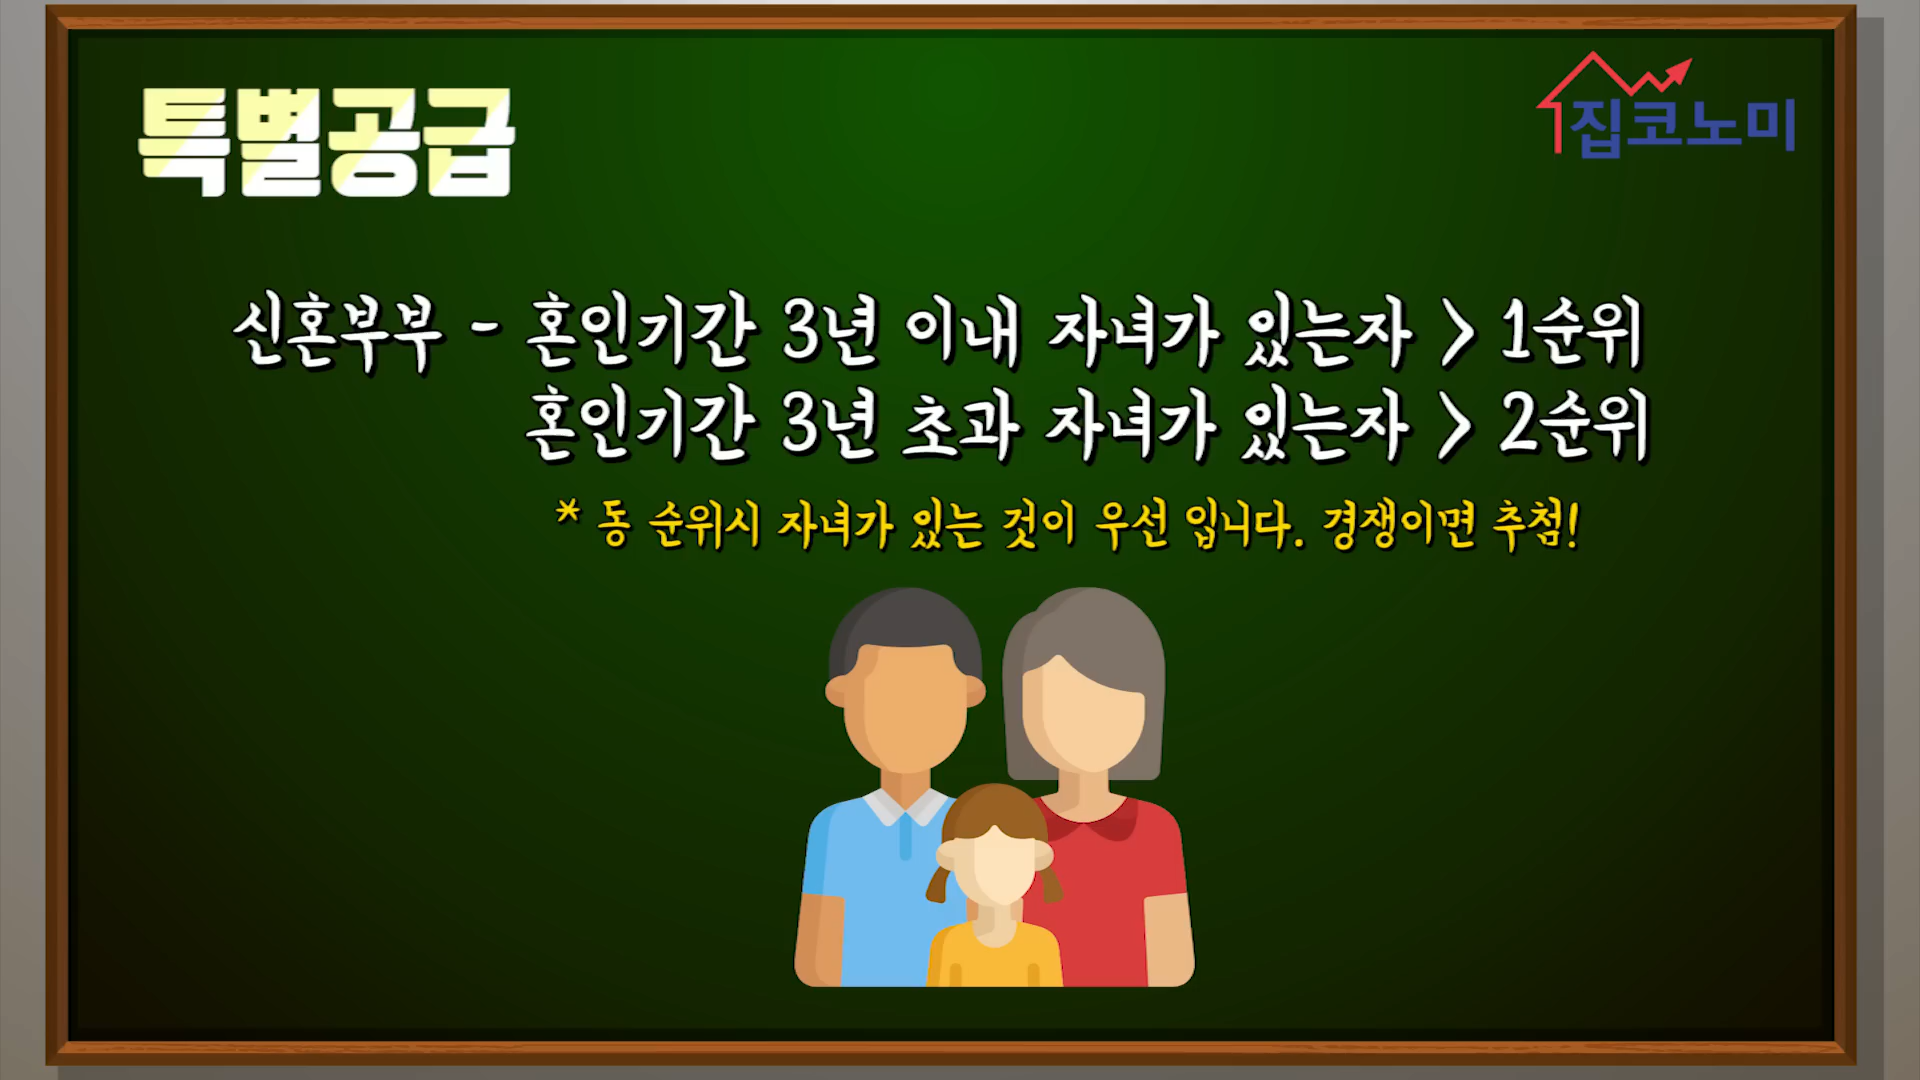 특별공급
집코노미
신혼부부 - 혼인기간 3년 이내 자녀가 있는자 > 1순위
혼인기간 3년 초과 자녀가 있는자 > 2순위
* 동 순위시 자녀가 있는 것이 우선 입니다. 경쟁이면 추첨!